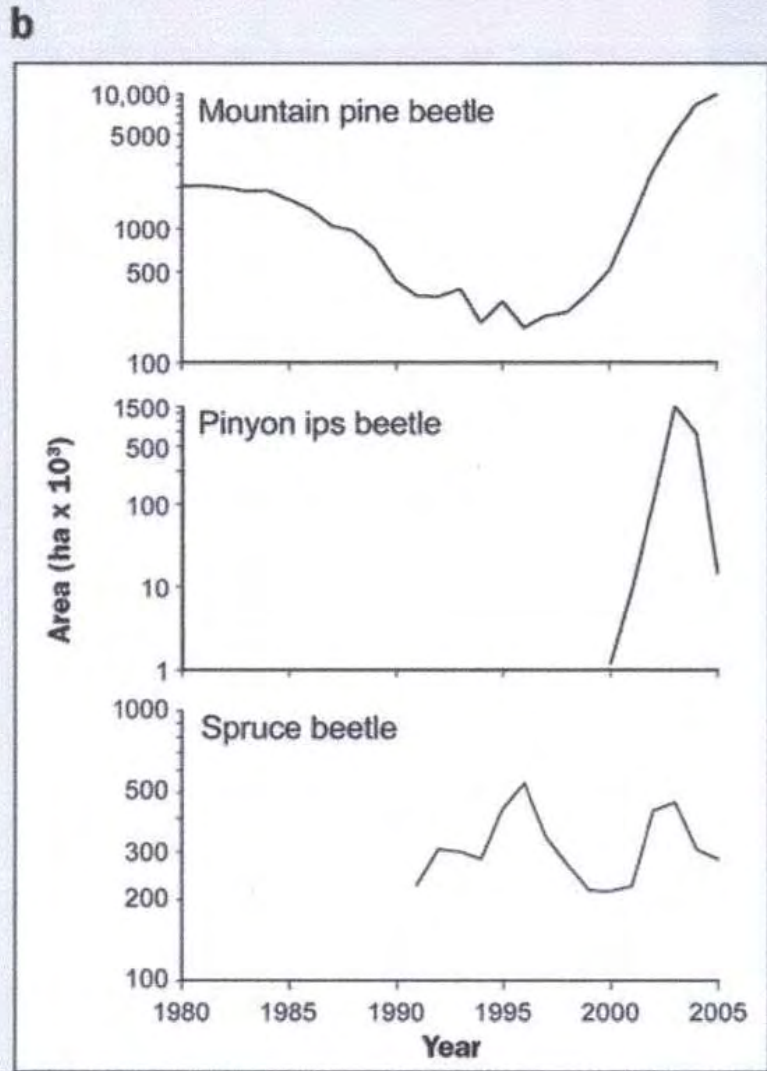 b
10,000
Mountain pine beetle
5000
1000
500
100
1500
Pinyon ips beetle
500
100
10
1
Area (ha x 10³)
1000
Spruce beetle
500
300
200
100
1980 1985 1990 1995 2000 2005
Year